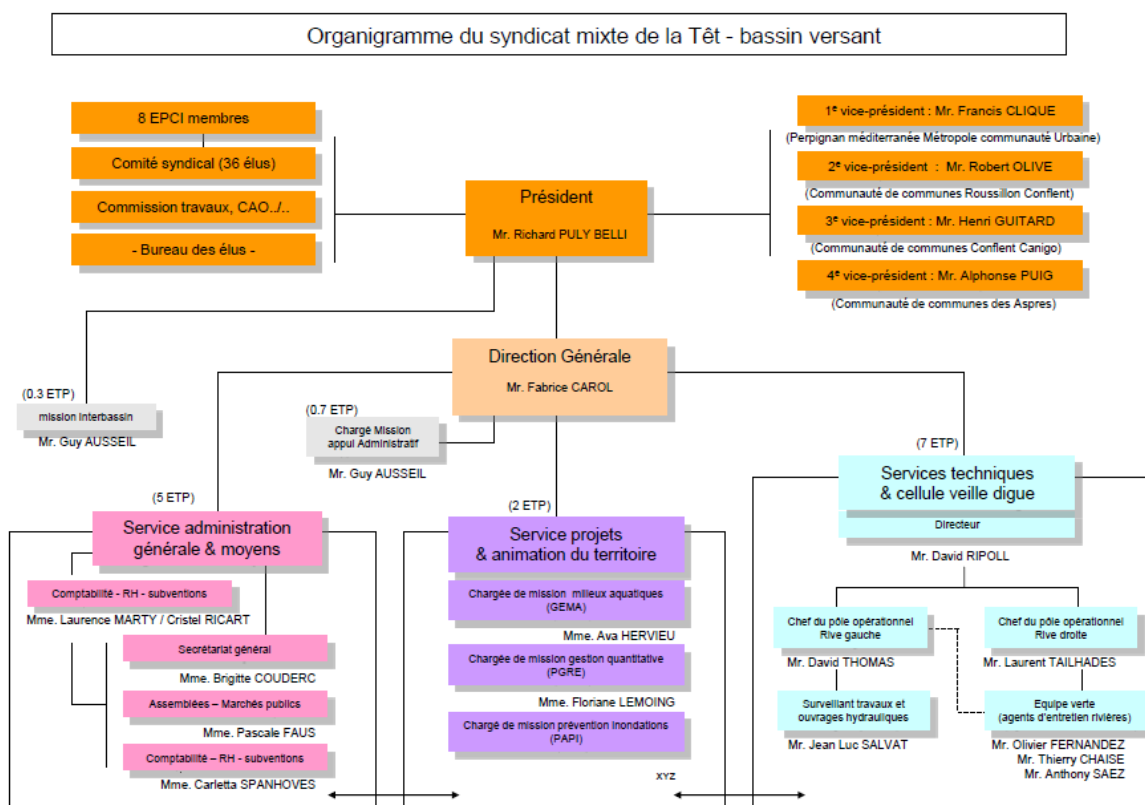 Organigramme du syndicat mixte de la Têt - bassin versant
8 EPCI membres
Comité syndical (36 élus)
Commission travaux, CAO../..
- Bureau des élus -
Président
Mr. Richard PULY BELLI
1e vice-président : Mr. Francis CLIQUE
(Perpignan méditerranée Métropole communauté Urbaine)
2e vice-président : Mr. Robert OLIVE
(Communauté de communes Roussillon Conflent)
3e vice-président : Mr. Henri GUITARD
(Communauté de communes Conflent Canigo)
4e vice-président : Mr. Alphonse PUIG
(Communauté de communes des Aspres)
Direction Générale
Mr. Fabrice CAROL
(0.3 ETP)
mission interbassin
Mr. Guy AUSSEIL
(0.7 ETP)
Chargé Mission
appui Administratif
Mr. Guy AUSSEIL
(5 ETP)
Service administration
générale & moyens
Comptabilité - RH - subventions
Mme. Laurence MARTY / Cristel RICART
Secrétariat général
Mme. Brigitte COUDERC
Assemblées – Marchés publics
Mme. Pascale FAUS
Comptabilité – RH - subventions
Mme. Carletta SPANHOVES
(2 ETP)
Service projets
& animation du territoire
Chargée de mission milieux aquatiques
(GEMA)
Mme. Ava HERVIEU
Chargée de mission gestion quantitative
(PGRE)
Mme. Floriane LEMOING
Chargé de mission prévention inondations
(PAPI)
XYZ
(7 ETP)
Services techniques
& cellule veille digue
Directeur
Mr. David RIPOLL
Chef du pôle opérationnel
Rive gauche
Mr. David THOMAS
Surveillant travaux et
ouvrages hydrauliques
Mr. Jean Luc SALVAT
Chef du pôle opérationnel
Rive droite
Mr. Laurent TAILHADES
Equipe verte
(agents d'entretien rivières)
Mr. Olivier FERNANDEZ
Mr. Thierry CHAISE
Mr. Anthony SAEZ